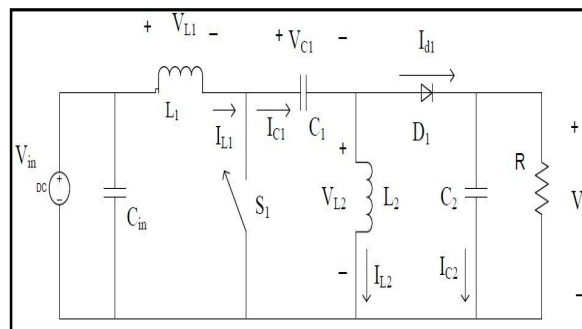 + V_L1 -
+ V_C1 -
I_d1
L_1
I_L1
I_C1
C_1
D_1
V_in
DC
+
-
C_in
S_1
+
V_L2
-
L_2
I_L2
C_2
I_C2
R
+
V
-